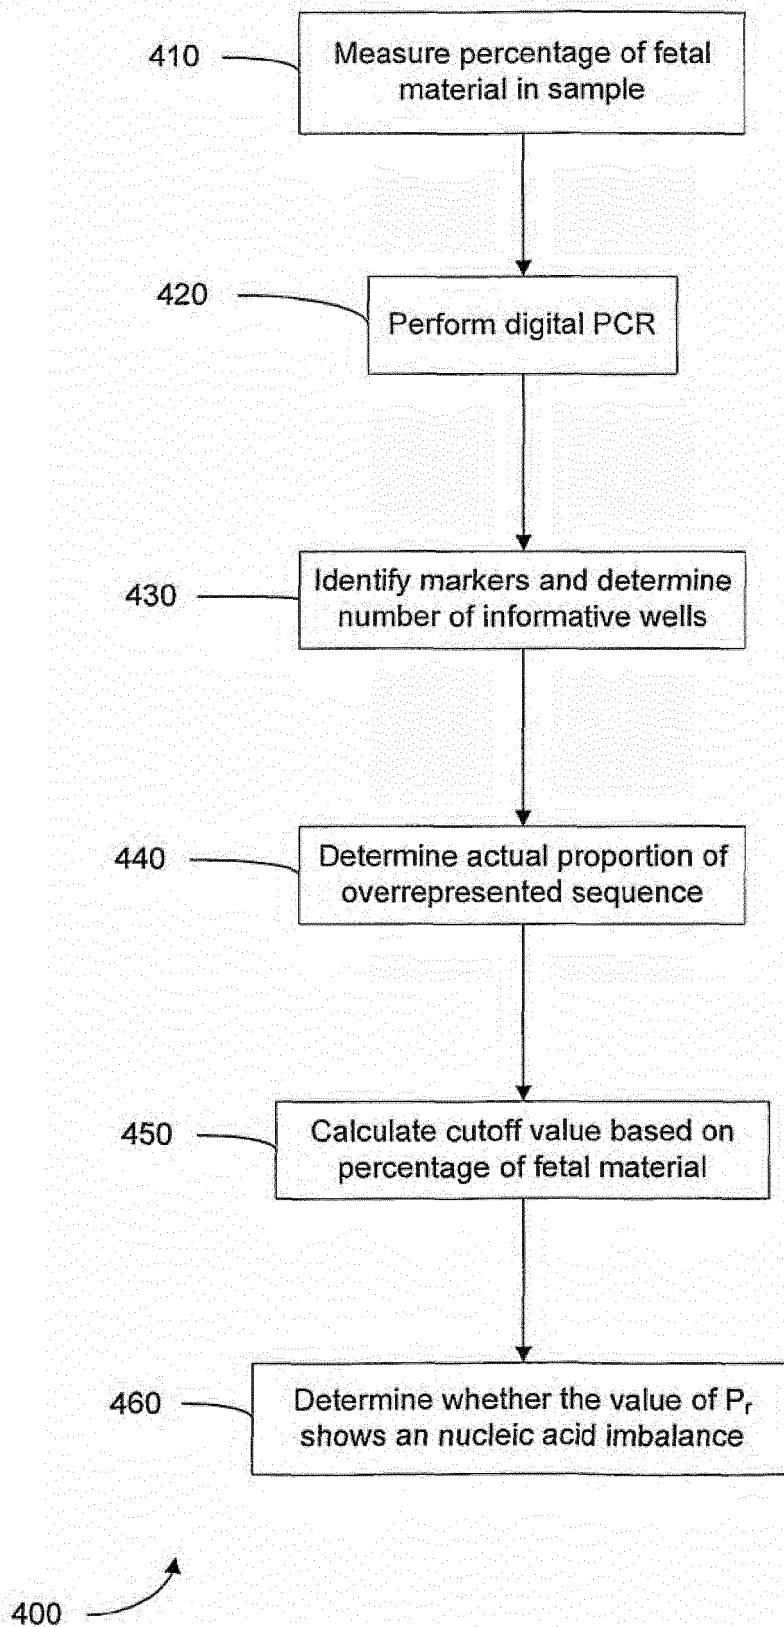 410
Measure percentage of fetal
material in sample
420
Perform digital PCR
430
Identify markers and determine
number of informative wells
440
Determine actual proportion of
overrepresented sequence
450
Calculate cutoff value based on
percentage of fetal material
460
Determine whether the value of Pr
shows an nucleic acid imbalance
400